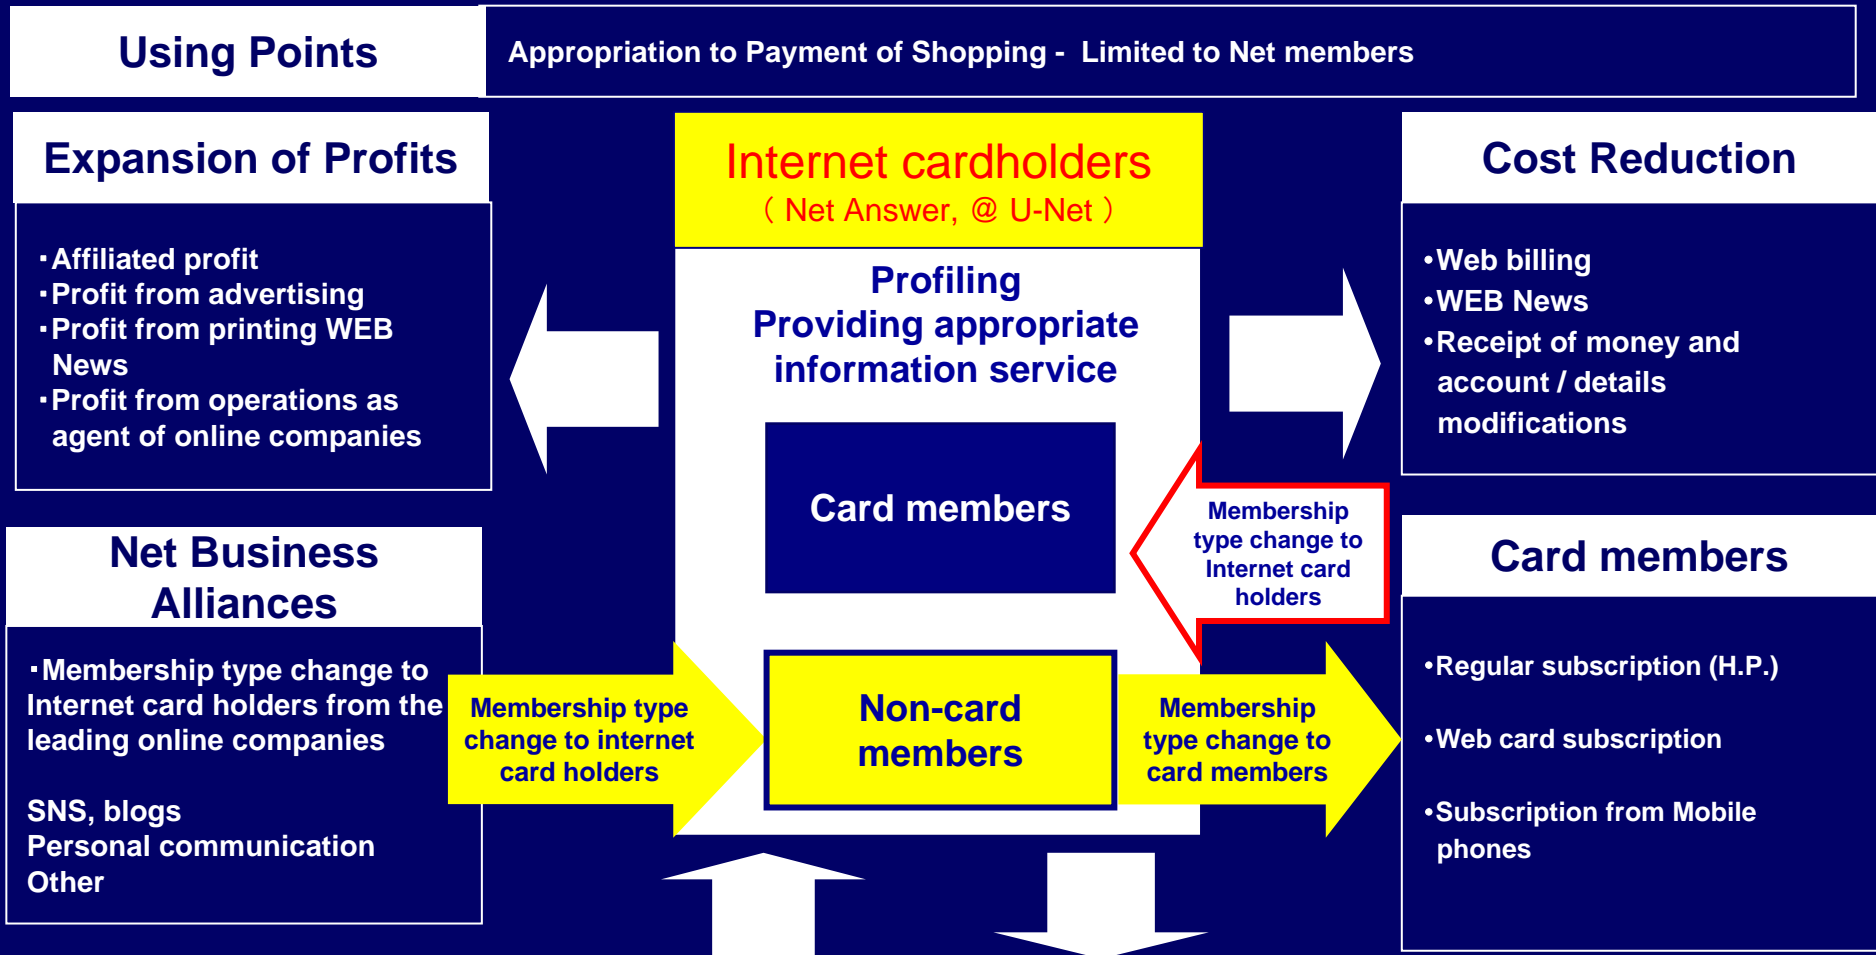 Using Points
Appropriation to Payment of Shopping -  Limited to Net members
Expansion of Profits
・Affiliated profit
・Profit from advertising
・Profit from printing WEB
News
・Profit from operations as
agent of online companies
Internet cardholders
（ Net Answer, @ U-Net ）
Profiling
Providing appropriate
information service
Card members
Non-card
members
Cost Reduction
•Web billing
•WEB News
•Receipt of money and
account / details
modifications
Membership
type change to
Internet card
holders
Net Business
Alliances
・Membership type change to
Internet card holders from the
leading online companies
SNS, blogs
Personal communication
Other
Membership type
change to internet
card holders
Membership
type change to
card members
Card members
•Regular subscription (H.P.)
•Web card subscription
•Subscription from Mobile
phones